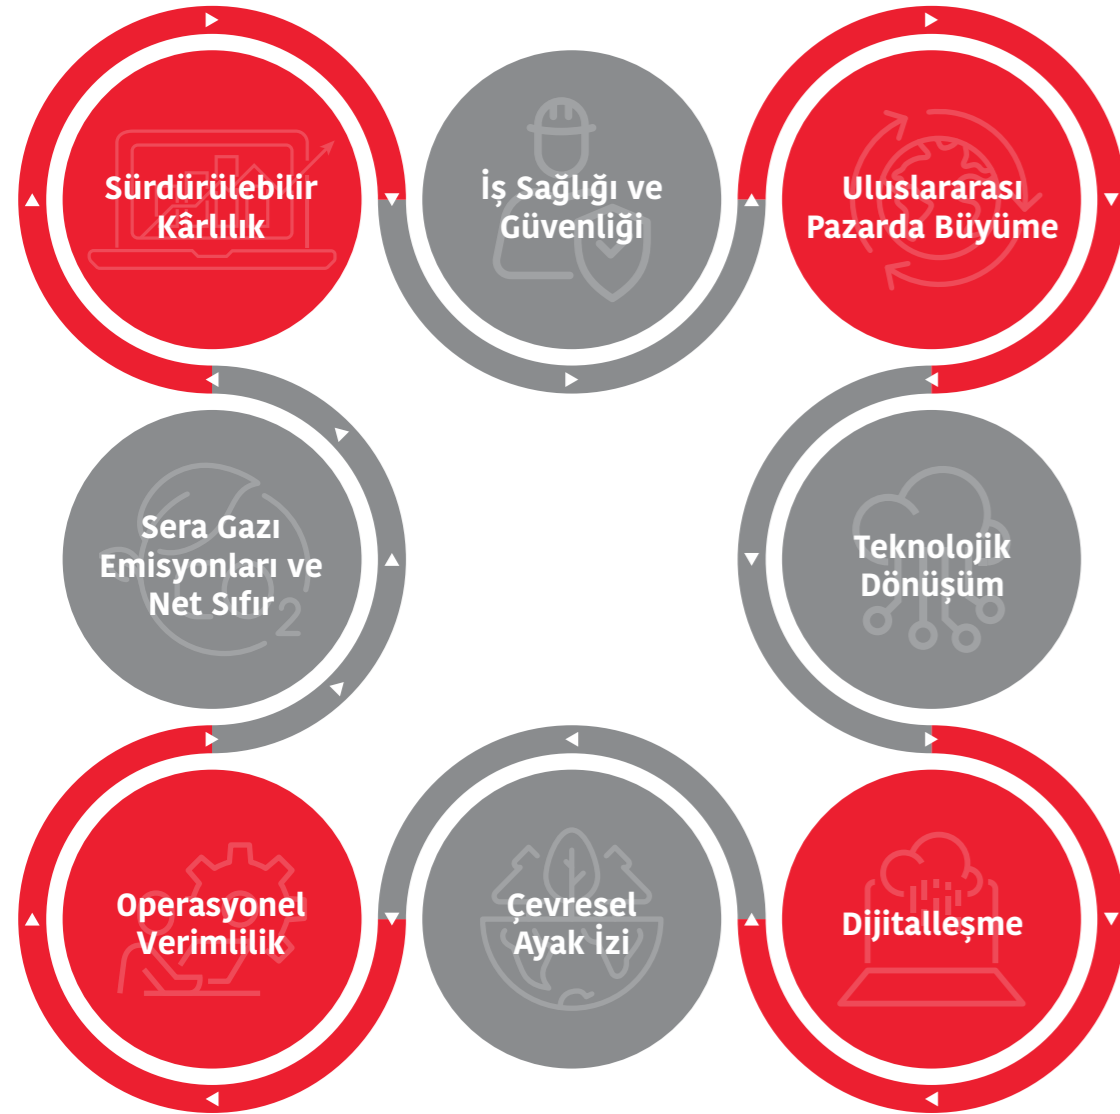 Sürdürülebilir
Kârlılık
İş Sağlığı ve
Güvenliği
Uluslararası
Pazarda Büyüme
Sera Gazı
Emisyonları ve
Net Sıfır
2
Teknolojik
Dönüşüm
Operasyonel
Verimlilik
Çevresel
Ayak İzi
Dijitalleşme